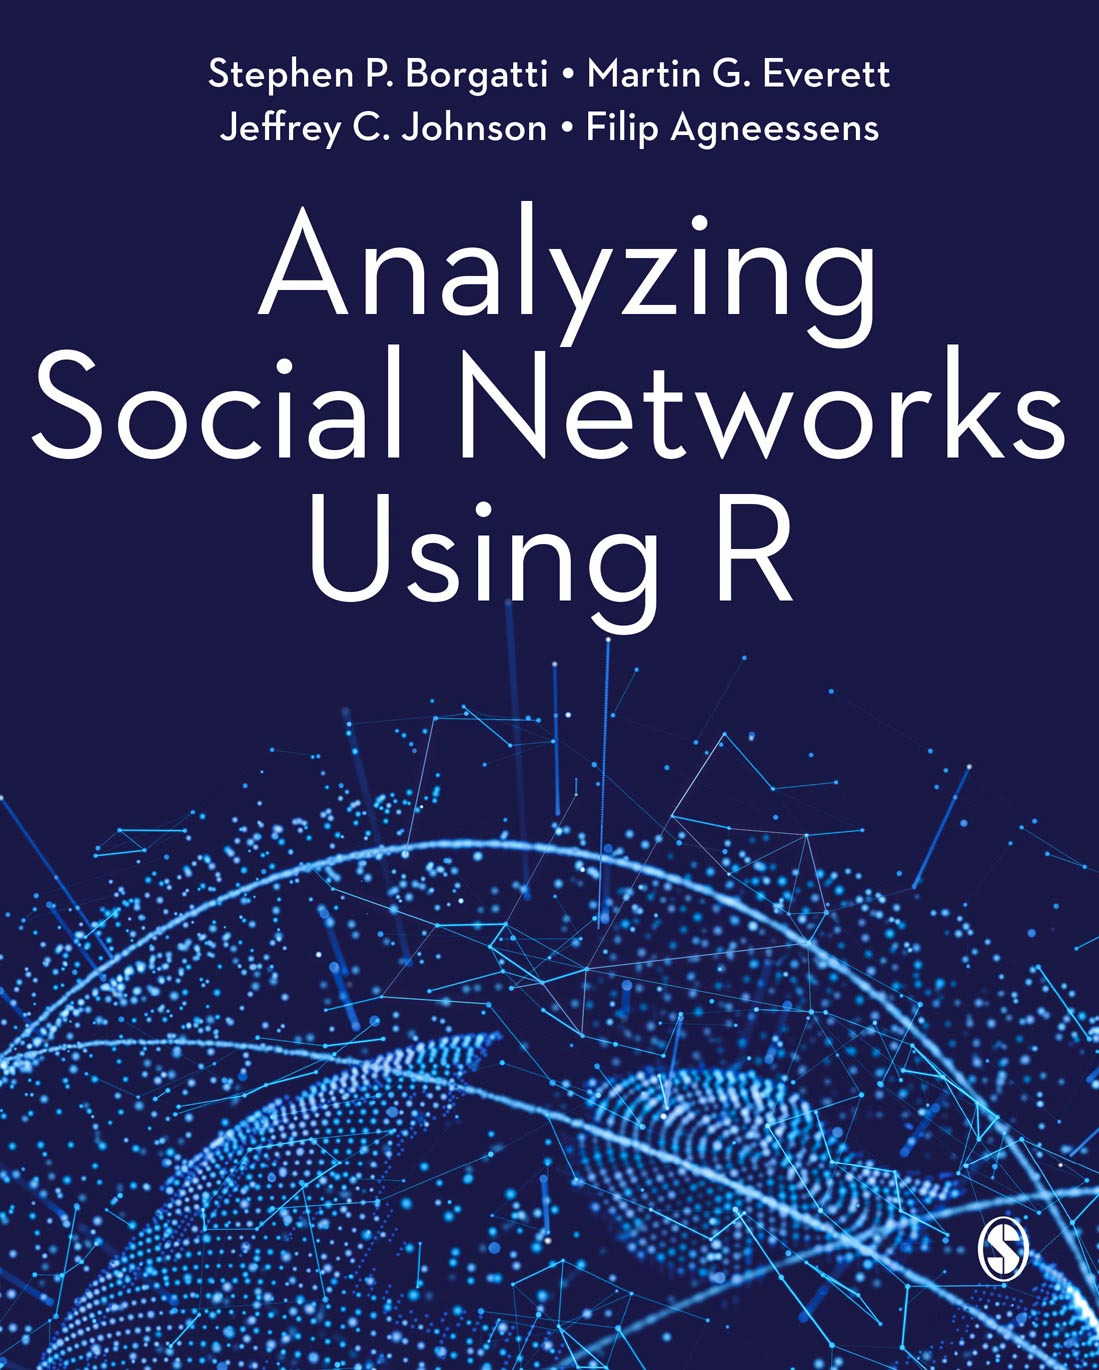 Stephen P. Borgatti • Martin G. Everett
Jeffrey C. Johnson • Filip Agneessens
Analyzing
Social Networks
Using R
S